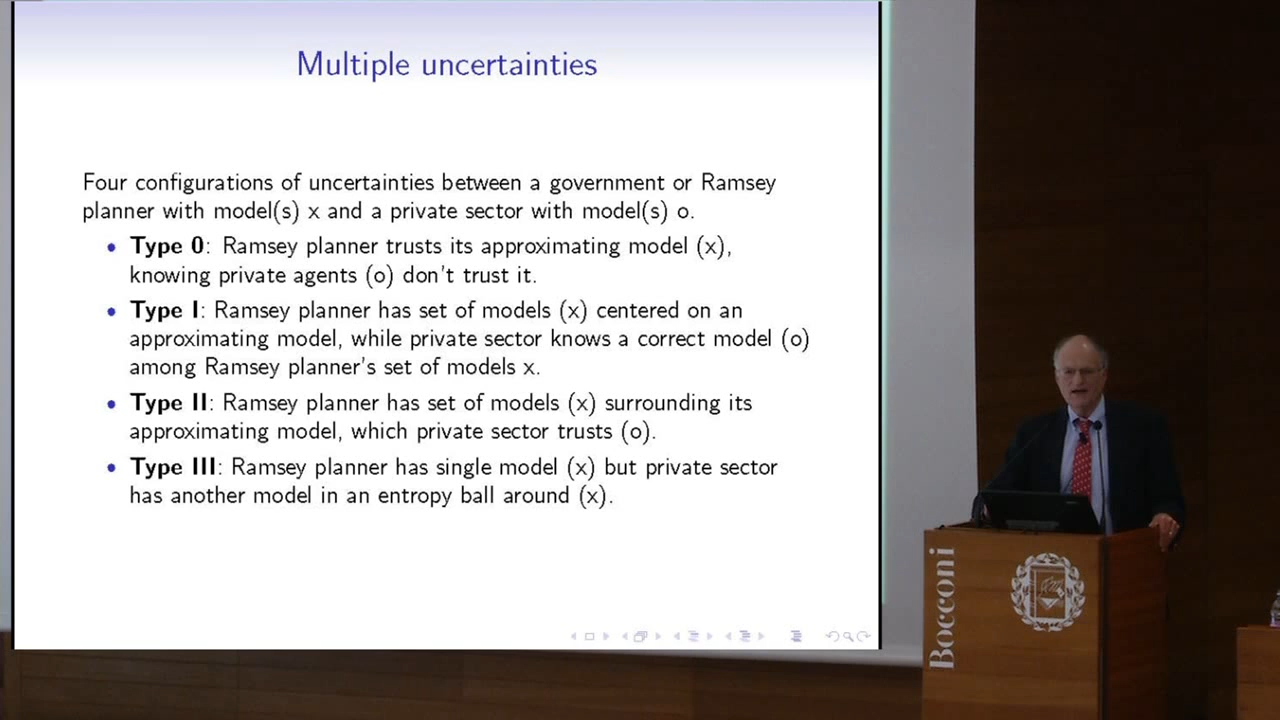 Multiple uncertainties
Four configurations of uncertainties between a government or Ramsey
planner with model(s) x and a private sector with model(s) o.
• Type 0: Ramsey planner trusts its approximating model (x),
knowing private agents (o) don't trust it.
• Type I: Ramsey planner has set of models (x) centered on an
approximating model, while private sector knows a correct model (o)
among Ramsey planner's set of models x.
• Type II: Ramsey planner has set of models (x) surrounding its
approximating model, which private sector trusts (o).
• Type III: Ramsey planner has single model (x) but private sector
has another model in an entropy ball around (x).
Bocconi